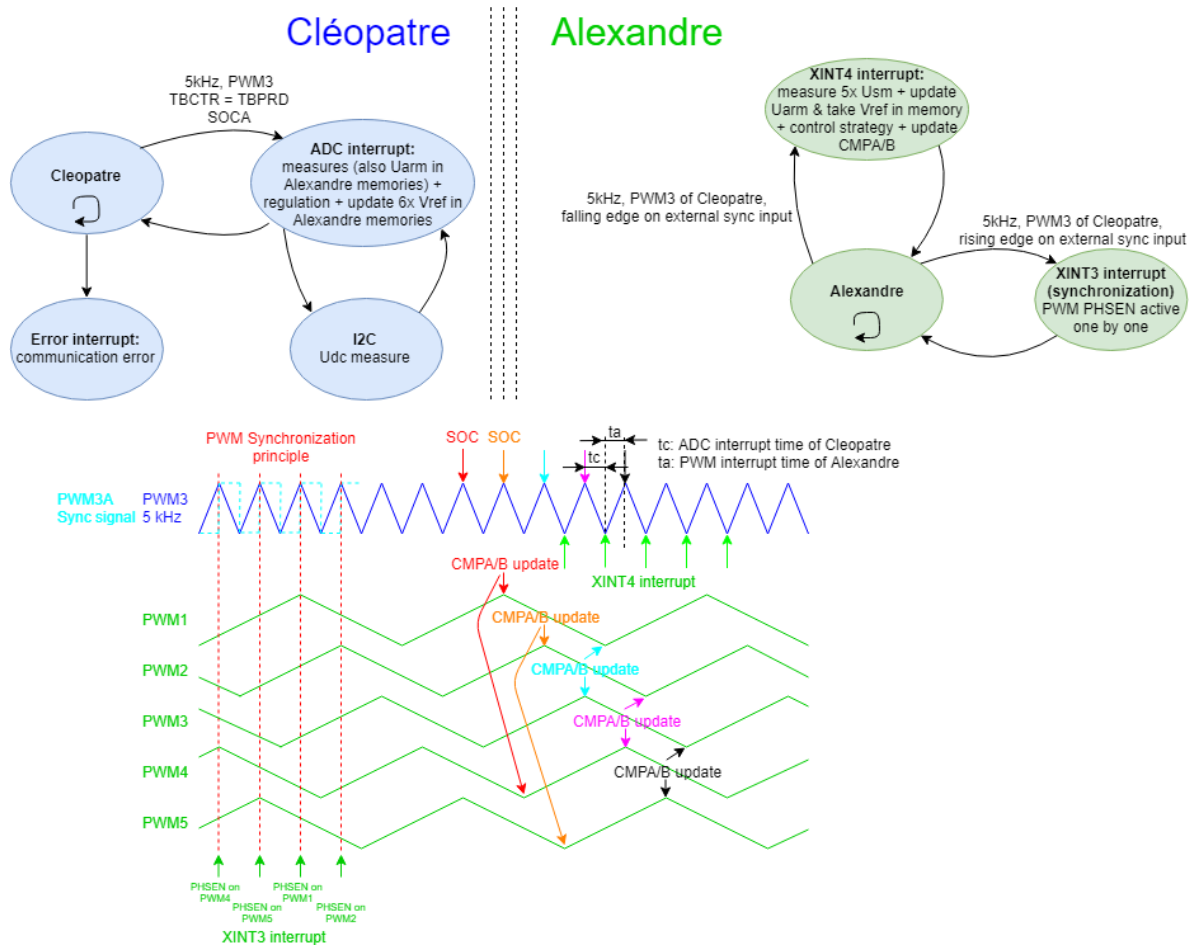 Cléopatre
Alexandre
5kHz, PWM3
TBCTR = TBPRD
SOCA
Cleopatre
ADC interrupt:
measures (also Uarm in
Alexandre memories) +
regulation + update 6x Vref in
Alexandre memories
Error interrupt:
communication error
I2C
Udc measure
XINT4 interrupt:
measure 5x Usm + update
Uarm & take Vref in memory
+ control strategy + update
CMPA/B
5kHz, PWM3 of Cleopatre,
falling edge on external sync input
5kHz, PWM3 of Cleopatre,
rising edge on external sync input
Alexandre
XINT3 interrupt
(synchronization)
PWM PHSEN active
one by one
PWM Synchronization
principle
SOC
SOC
ta
tc
tc: ADC interrupt time of Cleopatre
ta: PWM interrupt time of Alexandre
PWM3A
Sync signal
PWM3
5 kHz
CMPA/B update
XINT4 interrupt
PWM1
CMPA/B update
PWM2
CMPA/B update
PWM3
CMPA/B update
PWM4
CMPA/B update
PWM5
PHSEN on
PWM4
PHSEN on
PWM5
PHSEN on
PWM1
PHSEN on
PWM2
XINT3 interrupt